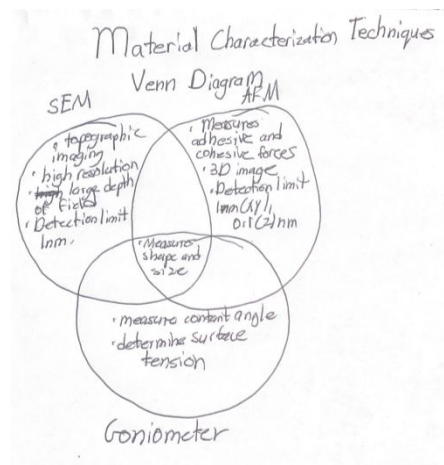 Material Characterization Techniques
Venn Diagram
SEM
AFM
• topographic
imaging
• high resolution
• large depth
of field
• Detection limit
1nm.
• Measures
adhesive and
cohesive forces
• 3D image
• Detection limit
1nm (XY),
0.1 (Z) nm
• Measures
shape and
size
• measure contant angle
• determine surface
tension
Goniometer